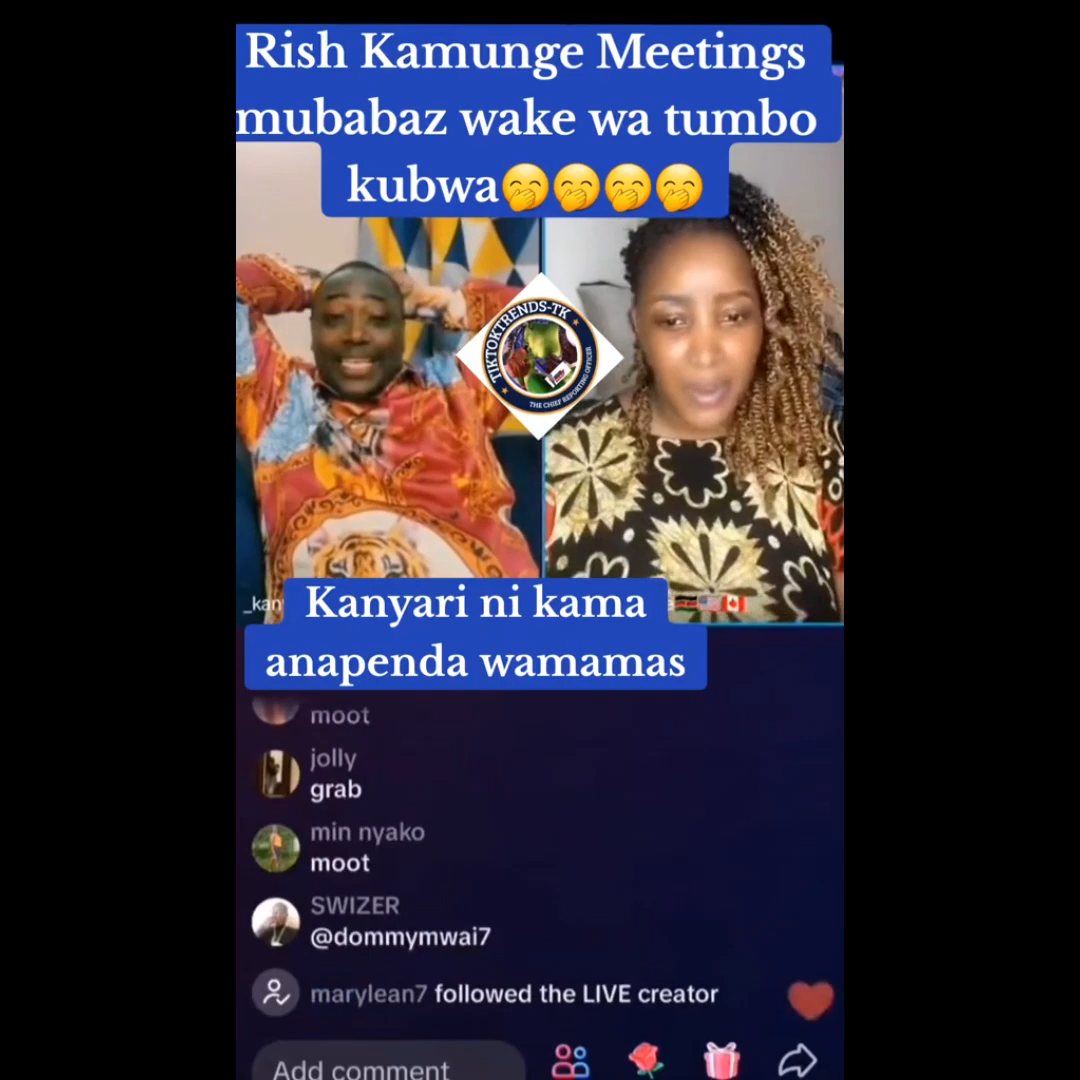 Rish Kamunge Meetings
mubabaz wake wa tumbo
kubwa🤭🤭🤭🤭
TIKTOKTRENDS-TK
THE CHIEF REPORTING OFFICER
_kan
Kanyari ni kama
anapenda wamamas
moot
jolly
grab
min nyako
moot
SWIZER
@dommymwai7
marylean7 followed the LIVE creator
Add comment